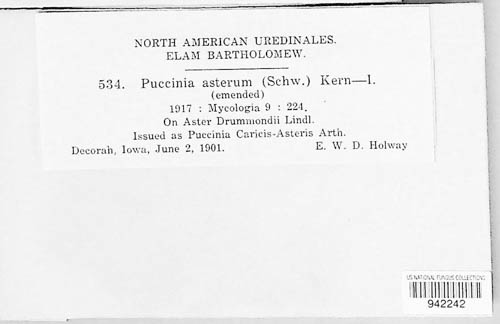 NORTH AMERICAN UREDINALES.
ELAM BARTHOLOMEW.
534. Puccinia asterum (Schw.) Kern—I.
(emended)
1917 : Mycologia 9 : 224.
On Aster Drummondii Lindl.
Issued as Puccinia Caricis-Asteris Arth.
Decorah, Iowa, June 2, 1901. E. W. D. Holway
US NATIONAL FUNGUS COLLECTIONS
942242